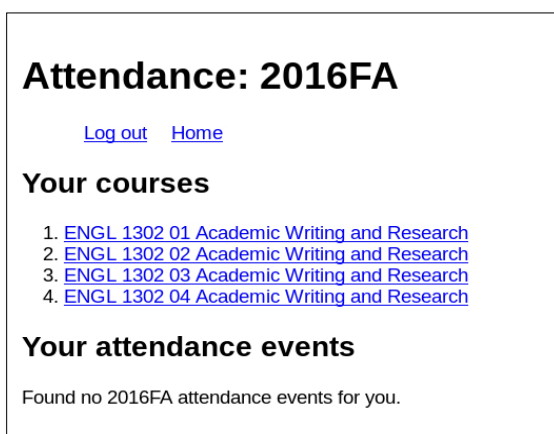 Attendance: 2016FA
Log out Home
Your courses
1. ENGL 1302 01 Academic Writing and Research
2. ENGL 1302 02 Academic Writing and Research
3. ENGL 1302 03 Academic Writing and Research
4. ENGL 1302 04 Academic Writing and Research
Your attendance events
Found no 2016FA attendance events for you.